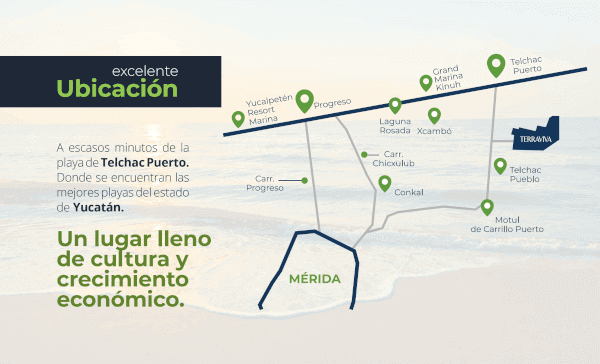 excelente
Ubicación
A escasos minutos de la
playa de Telchac Puerto.
Donde se encuentran las
mejores playas del estado
de Yucatán.
Un lugar lleno
de cultura y
crecimiento
económico.
Yucalpetén
Resort
Marina
Progreso
Laguna
Rosada
Grand
Marina
Kinuh
Xcambó
Telchac
Puerto
TERRAVIVA
Carr.
Chicxulub
Carr.
Progreso
Conkal
Telchac
Pueblo
Motul
de Carrillo Puerto
MÉRIDA